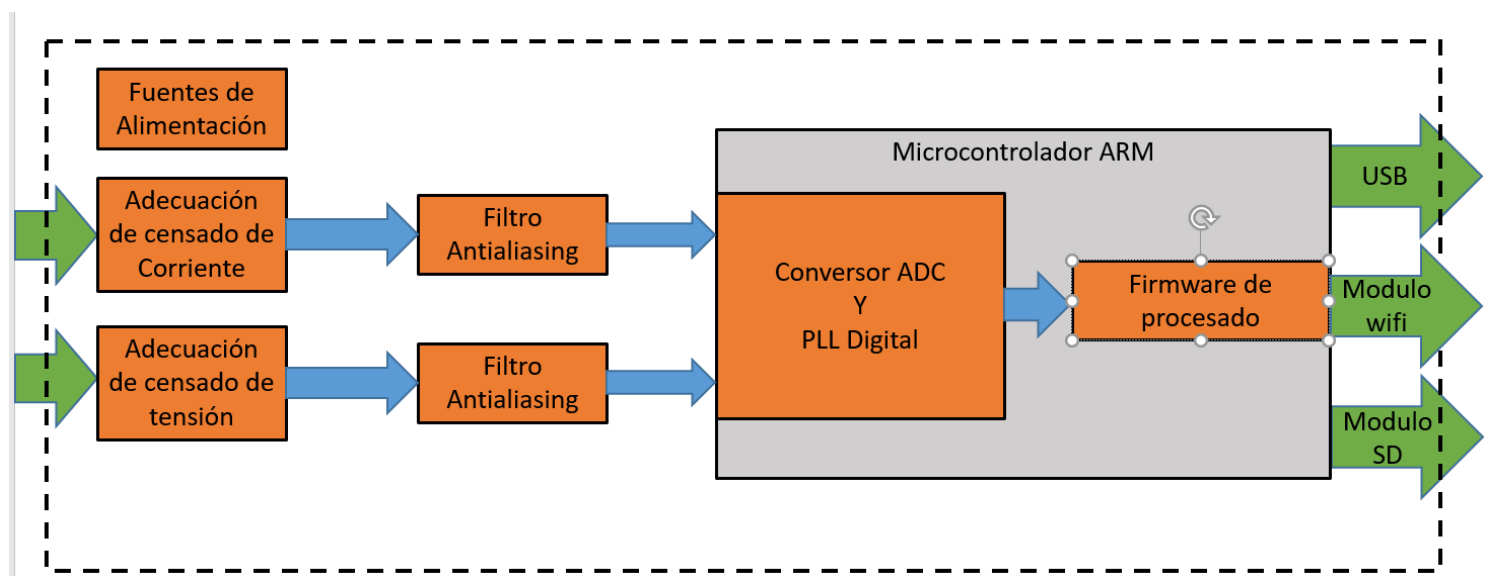 Fuentes de
Alimentación
Adecuación
de censado de
Corriente
Filtro
Antialiasing
Adecuación
de censado de
tensión
Filtro
Antialiasing
Microcontrolador ARM
Conversor ADC
Y
PLL Digital
Firmware de
procesado
USB
Modulo
wifi
Modulo
SD